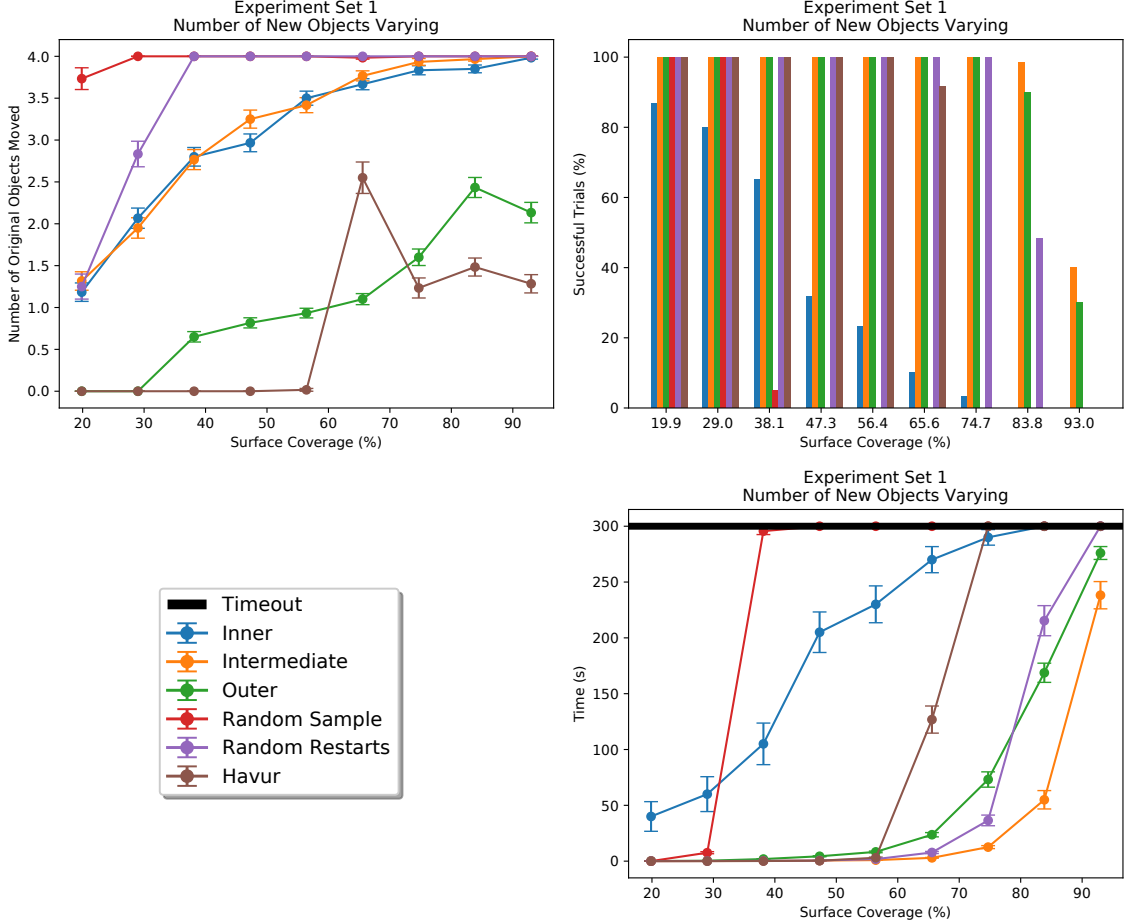 Experiment Set 1
Number of New Objects Varying
4.0
3.5
3.0
2.5
2.0
1.5
1.0
0.5
0.0
Number of Original Objects Moved
20 30 40 50 60 70 80 90
Surface Coverage (%)
Experiment Set 1
Number of New Objects Varying
100
80
60
40
20
0
Successful Trials (%)
19.9 29.0 38.1 47.3 56.4 65.6 74.7 83.8 93.0
Surface Coverage (%)
Timeout
Inner
Intermediate
Outer
Random Sample
Random Restarts
Havur
Experiment Set 1
Number of New Objects Varying
300
250
200
150
100
50
0
Time (s)
20 30 40 50 60 70 80 90
Surface Coverage (%)